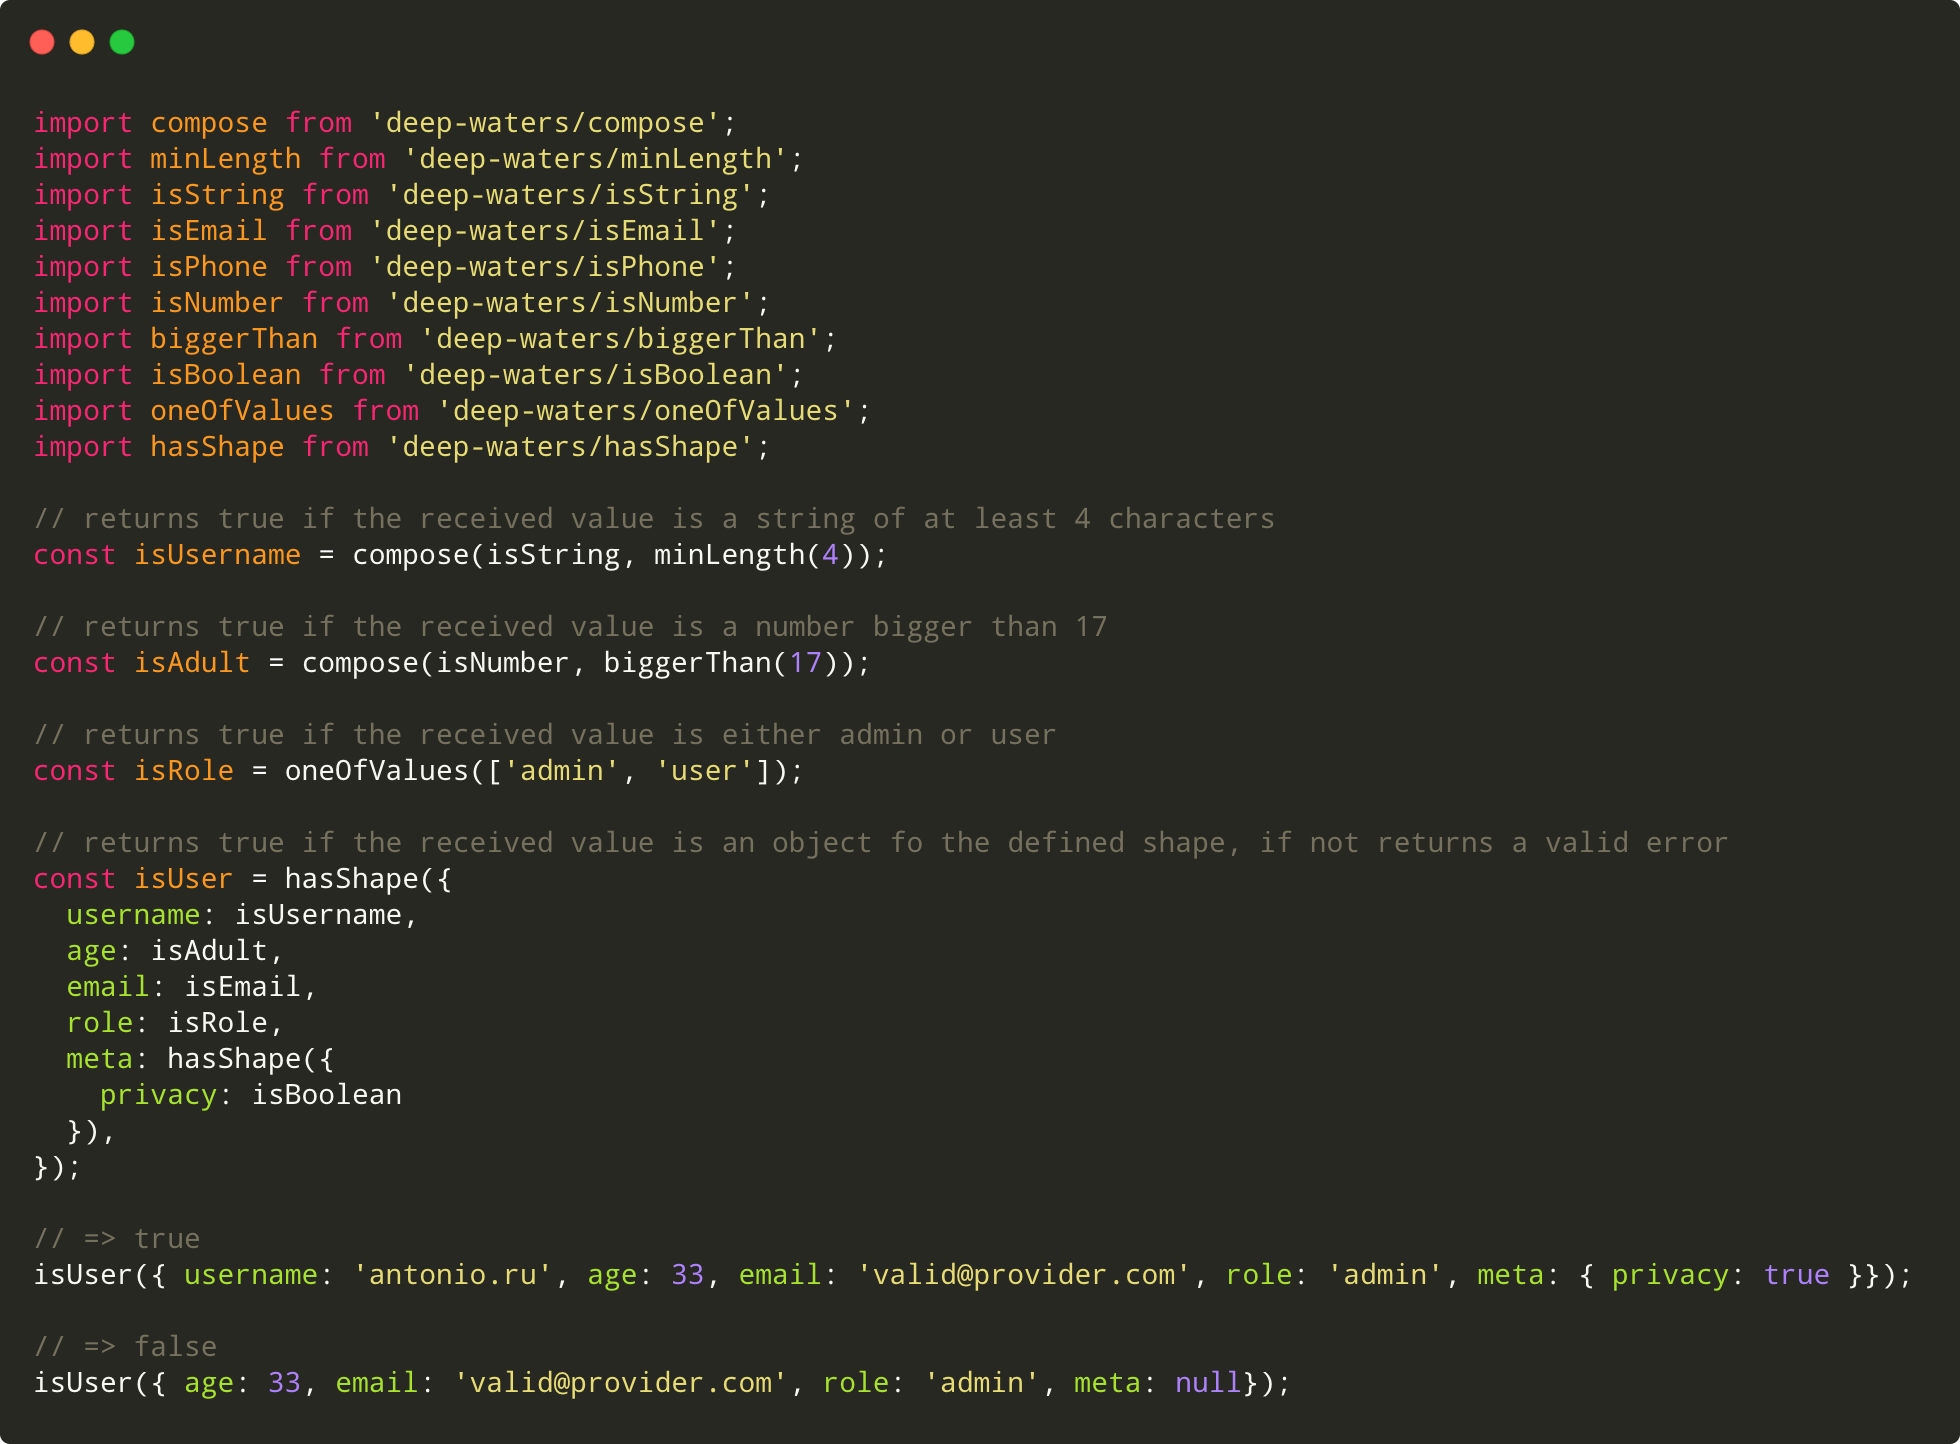 import compose from 'deep-waters/compose';
import minLength from 'deep-waters/minLength';
import isString from 'deep-waters/isString';
import isEmail from 'deep-waters/isEmail';
import isPhone from 'deep-waters/isPhone';
import isNumber from 'deep-waters/isNumber';
import biggerThan from 'deep-waters/biggerThan';
import isBoolean from 'deep-waters/isBoolean';
import oneOfValues from 'deep-waters/oneOfValues';
import hasShape from 'deep-waters/hasShape';

// returns true if the received value is a string of at least 4 characters
const isUsername = compose(isString, minLength(4));

// returns true if the received value is a number bigger than 17
const isAdult = compose(isNumber, biggerThan(17));

// returns true if the received value is either admin or user
const isRole = oneOfValues(['admin', 'user']);

// returns true if the received value is an object fo the defined shape, if not returns a valid error
const isUser = hasShape({
  username: isUsername,
  age: isAdult,
  email: isEmail,
  role: isRole,
  meta: hasShape({
    privacy: isBoolean
  }),
});

// => true
isUser({ username: 'antonio.ru', age: 33, email: 'valid@provider.com', role: 'admin', meta: { privacy: true }});

// => false
isUser({ age: 33, email: 'valid@provider.com', role: 'admin', meta: null});